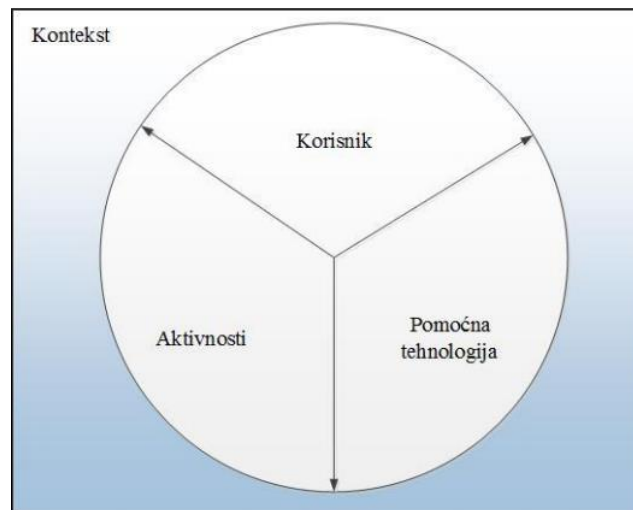 Kontekst
Korisnik
Aktivnosti
Pomoćna
tehnologija